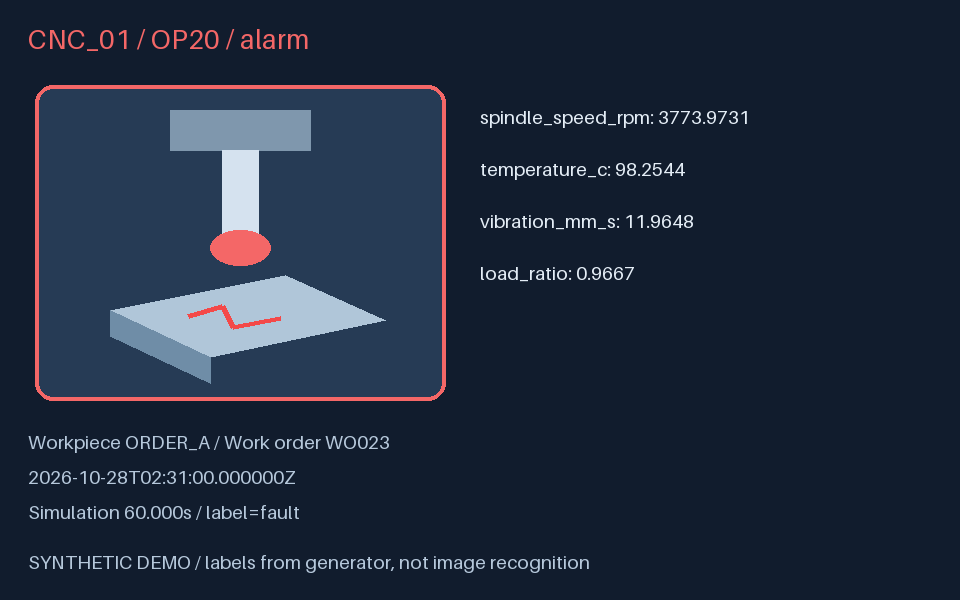 CNC_01 / OP20 / alarm
spindle_speed_rpm: 3773.9731
temperature_c: 98.2544
vibration_mm_s: 11.9648
load_ratio: 0.9667
Workpiece ORDER_A / Work order WO023
2026-10-28T02:31:00.000000Z
Simulation 60.000s / label=fault
SYNTHETIC DEMO / labels from generator, not image recognition